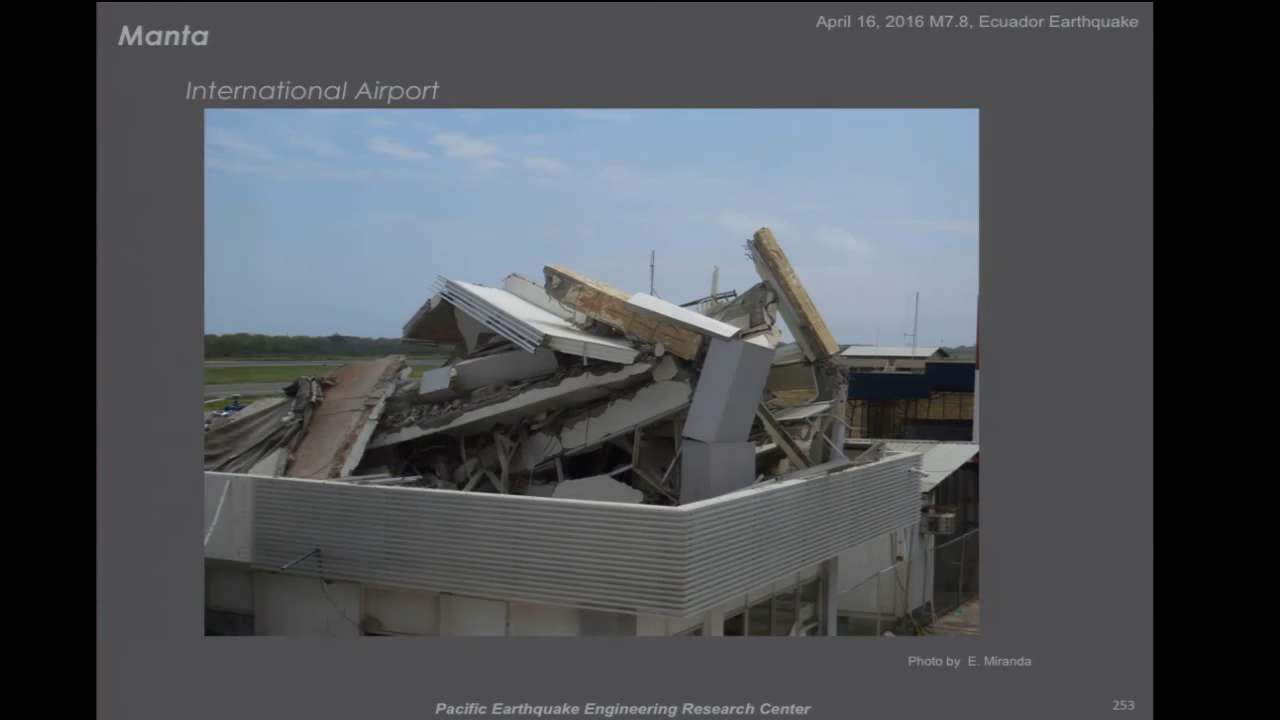 Manta
April 16, 2016 M7.8, Ecuador Earthquake
International Airport
Photo by E. Miranda
Pacific Earthquake Engineering Research Center
253